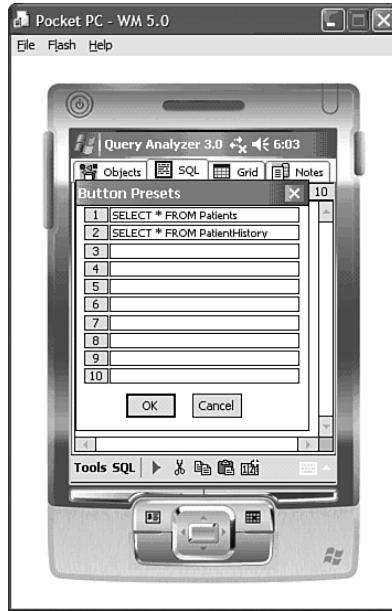 Pocket PC - WM 5.0
File Flash Help
Query Analyzer 3.0 6:03
Objects SQL Grid Notes
Button Presets 10
1 SELECT * FROM Patients
2 SELECT * FROM PatientHistory
3
4
5
6
7
8
9
10
OK Cancel
Tools SQL